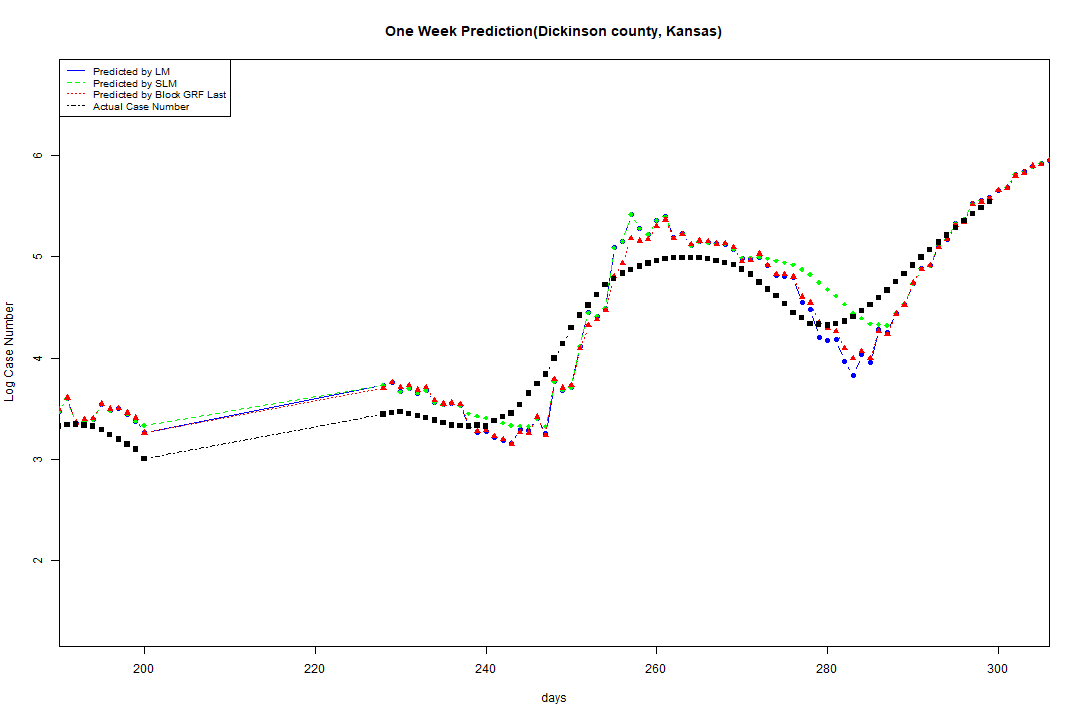 One Week Prediction(Dickinson county, Kansas)
Predicted by LM
Predicted by SLM
Predicted by Block GRF Last
Actual Case Number
Log Case Number
6
5
4
3
2
200 220 240 260 280 300
days